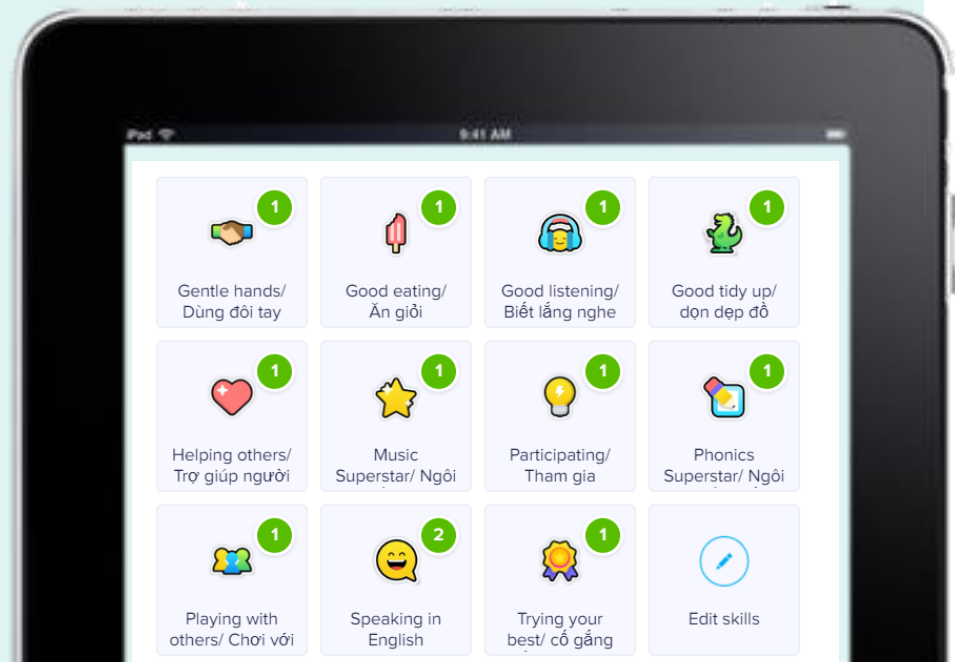 iPad 9:41 AM
1 1 1 1
Gentle hands/ Good eating/ Good listening/ Good tidy up/
Dùng đôi tay Ăn giỏi Biết lắng nghe dọn dẹp đồ
1 1 1 1
Helping others/ Music Participating/ Phonics
Trợ giúp người Superstar/ Ngôi Tham gia Superstar/ Ngôi
1 2 1
Playing with Speaking in Trying your Edit skills
others/ Chơi với English best/ cố gắng